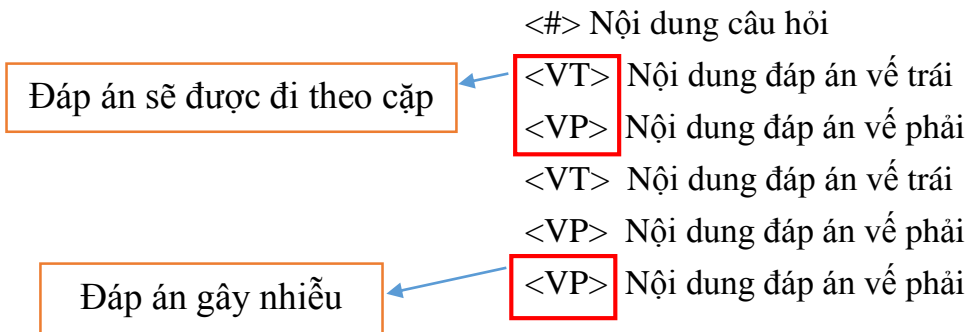 <#> Nội dung câu hỏi
<VT> Nội dung đáp án vế trái
Đáp án sẽ được đi theo cặp
<VP> Nội dung đáp án vế phải
<VT> Nội dung đáp án vế trái
<VP> Nội dung đáp án vế phải
<VP> Nội dung đáp án vế phải
Đáp án gây nhiễu